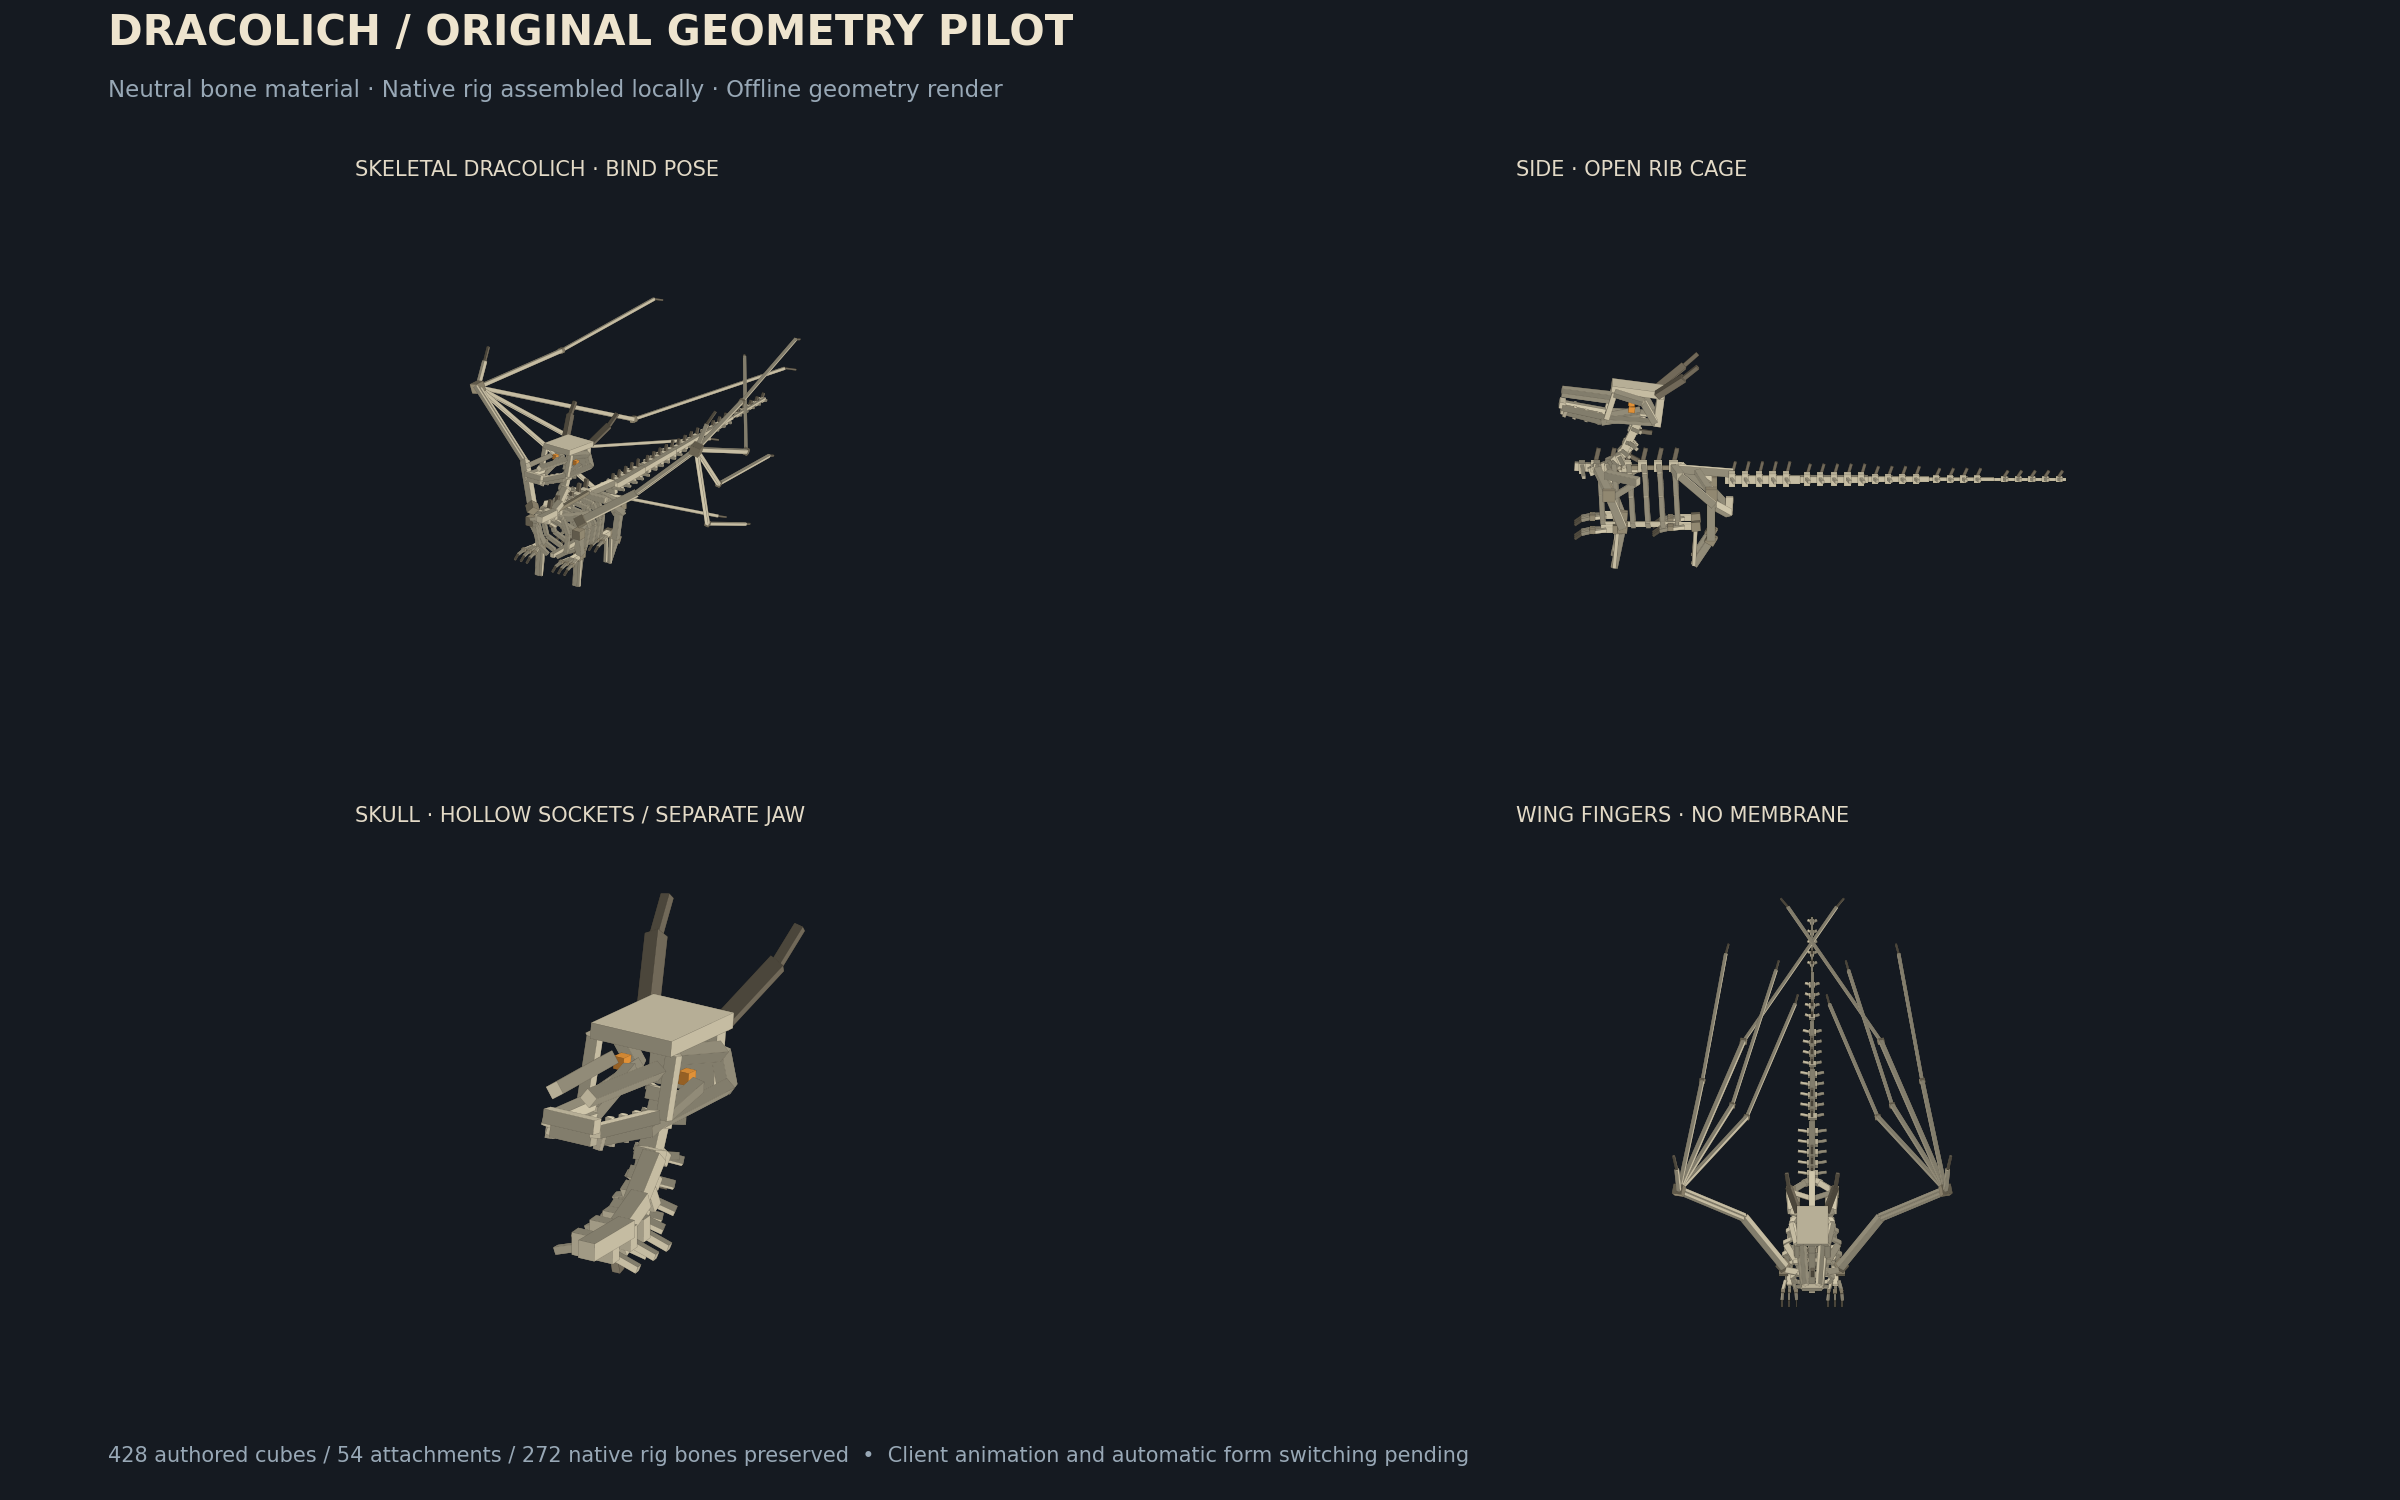 DRACOLICH / ORIGINAL GEOMETRY PILOT
Neutral bone material · Native rig assembled locally · Offline geometry render
SKELETAL DRACOLICH · BIND POSE
SIDE · OPEN RIB CAGE
SKULL · HOLLOW SOCKETS / SEPARATE JAW
WING FINGERS · NO MEMBRANE
428 authored cubes / 54 attachments / 272 native rig bones preserved • Client animation and automatic form switching pending